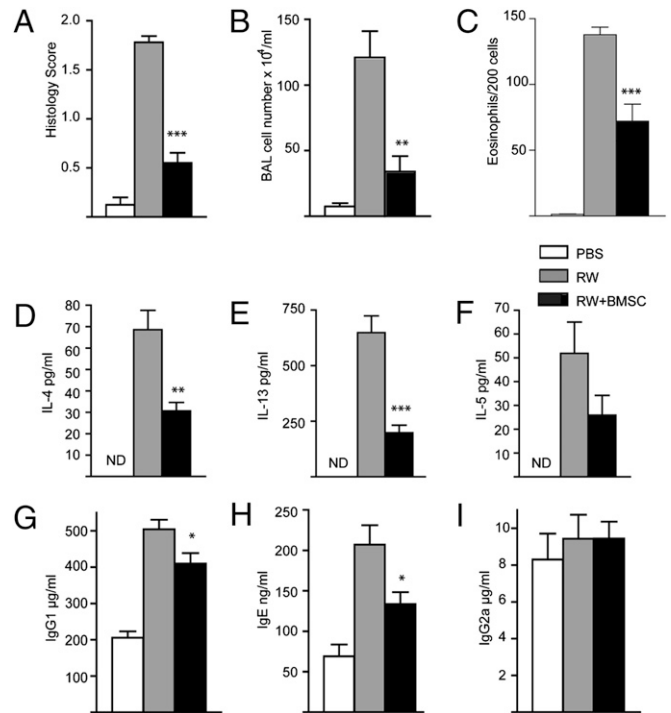 A
Histology Score
2.0
1.5
1.0
0.5
***
B
BAL cell number x 10⁴/ml
150
100
50
**
C
Eosinophils/200 cells
150
100
50
***
PBS
RW
RW+BMSC
D
IL-4 pg/ml
80
70
60
50
40
30
20
10
ND
**
E
IL-13 pg/ml
750
500
250
ND
***
F
IL-5 pg/ml
60
50
40
30
20
10
ND
G
IgG1 µg/ml
500
400
300
200
100
*
H
IgE ng/ml
250
200
150
100
50
*
I
IgG2a µg/ml
10
8
6
4
2